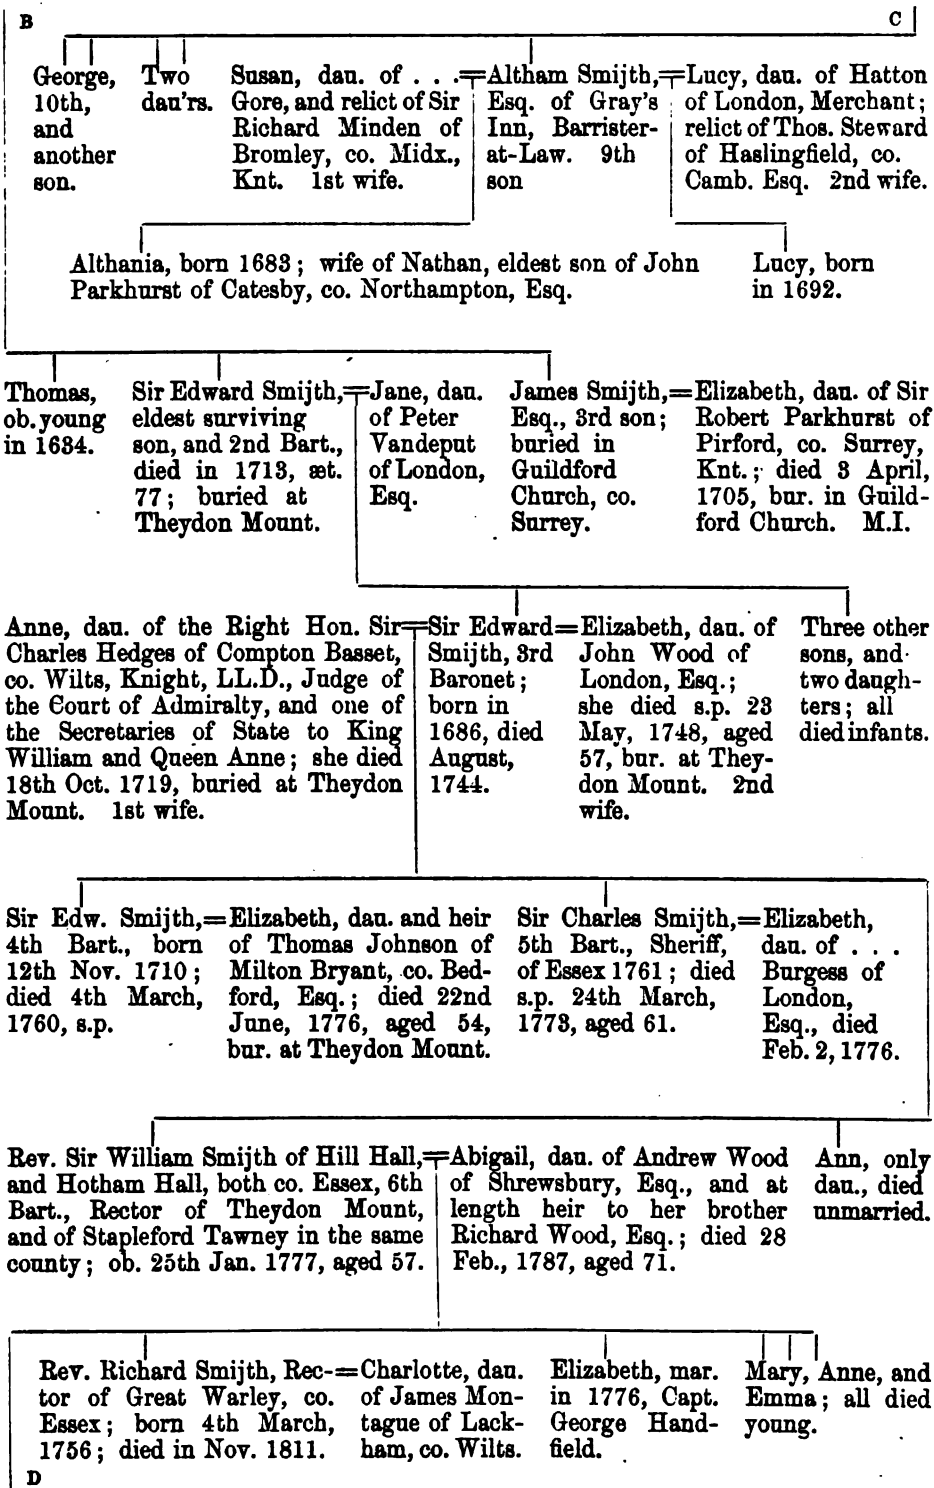 B
C
George,
10th,
and
another
son.
Two
dau'rs.
Susan, dau. of . . .
Gore, and relict of Sir
Richard Minden of
Bromley, co. Midx.,
Knt. 1st wife.
Altham Smijth,
Esq. of Gray's
Inn, Barrister-
at-Law. 9th
son
Lucy, dau. of Hatton
of London, Merchant;
relict of Thos. Steward
of Haslingfield, co.
Camb. Esq. 2nd wife.
Althania, born 1683; wife of Nathan, eldest son of John
Parkhurst of Catesby, co. Northampton, Esq.
Lucy, born
in 1692.
Thomas,
ob. young
in 1634.
Sir Edward Smijth,
eldest surviving
son, and 2nd Bart.,
died in 1713, æt.
77; buried at
Theydon Mount.
Jane, dau.
of Peter
Vandeput
of London,
Esq.
James Smijth,
Esq., 3rd son;
buried in
Guildford
Church, co.
Surrey.
Elizabeth, dau. of Sir
Robert Parkhurst of
Pirford, co. Surrey,
Knt.; died 3 April,
1705, bur. in Guild-
ford Church. M.I.
Anne, dau. of the Right Hon. Sir
Charles Hedges of Compton Basset,
co. Wilts, Knight, LL.D., Judge of
the Court of Admiralty, and one of
the Secretaries of State to King
William and Queen Anne; she died
18th Oct. 1719, buried at Theydon
Mount. 1st wife.
Sir Edward
Smijth, 3rd
Baronet;
born in
1686, died
August,
1744.
Elizabeth, dau. of
John Wood of
London, Esq.;
she died s.p. 23
May, 1748, aged
57, bur. at They-
don Mount. 2nd
wife.
Three other
sons, and
two daugh-
ters; all
died infants.
Sir Edw. Smijth,
4th Bart., born
12th Nov. 1710;
died 4th March,
1760, s.p.
Elizabeth, dau. and heir
of Thomas Johnson of
Milton Bryant, co. Bed-
ford, Esq.; died 22nd
June, 1776, aged 54,
bur. at Theydon Mount.
Sir Charles Smijth,
5th Bart., Sheriff,
of Essex 1761; died
s.p. 24th March,
1773, aged 61.
Elizabeth,
dau. of . . .
Burgess of
London,
Esq., died
Feb. 2, 1776.
Rev. Sir William Smijth of Hill Hall,
and Hotham Hall, both co. Essex, 6th
Bart., Rector of Theydon Mount,
and of Stapleford Tawney in the same
county; ob. 25th Jan. 1777, aged 57.
Abigail, dau. of Andrew Wood
of Shrewsbury, Esq., and at
length heir to her brother
Richard Wood, Esq.; died 28
Feb., 1787, aged 71.
Ann, only
dau., died
unmarried.
Rev. Richard Smijth, Rec-
tor of Great Warley, co.
Essex; born 4th March,
1756; died in Nov. 1811.
Charlotte, dau.
of James Mon-
tague of Lack-
ham, co. Wilts.
Elizabeth, mar.
in 1776, Capt.
George Hand-
field.
Mary, Anne, and
Emma; all died
young.
D